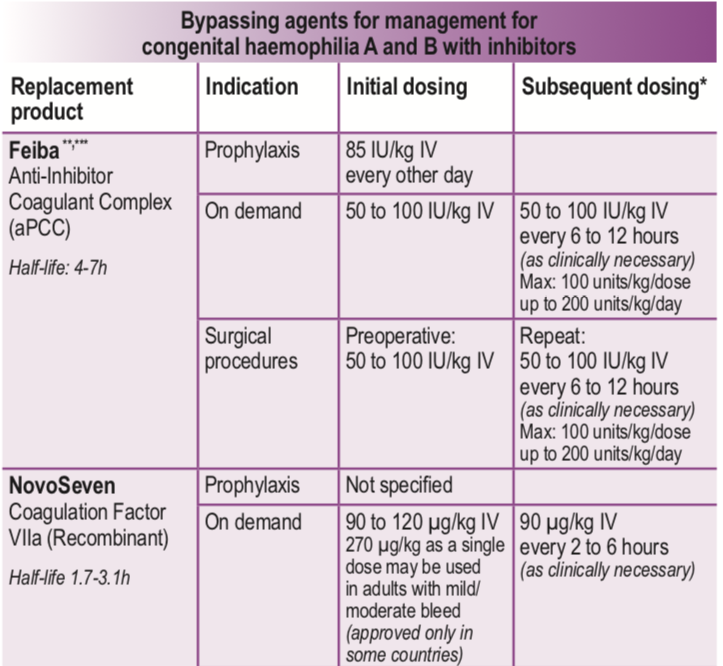 Bypassing agents for management for
congenital haemophilia A and B with inhibitors
Replacement
product
Indication
Initial dosing
Subsequent dosing*
Feiba**,***
Anti-Inhibitor
Coagulant Complex
(aPCC)
Half-life: 4-7h
Prophylaxis
85 IU/kg IV
every other day
On demand
50 to 100 IU/kg IV
50 to 100 IU/kg IV
every 6 to 12 hours
(as clinically necessary)
Max: 100 units/kg/dose
up to 200 units/kg/day
Surgical
procedures
Preoperative:
50 to 100 IU/kg IV
Repeat:
50 to 100 IU/kg IV
every 6 to 12 hours
(as clinically necessary)
Max: 100 units/kg/dose
up to 200 units/kg/day
NovoSeven
Coagulation Factor
VIIa (Recombinant)
Half-life 1.7-3.1h
Prophylaxis
Not specified
On demand
90 to 120 µg/kg IV
270 µg/kg as a single
dose may be used
in adults with mild/
moderate bleed
(approved only in
some countries)
90 µg/kg IV
every 2 to 6 hours
(as clinically necessary)